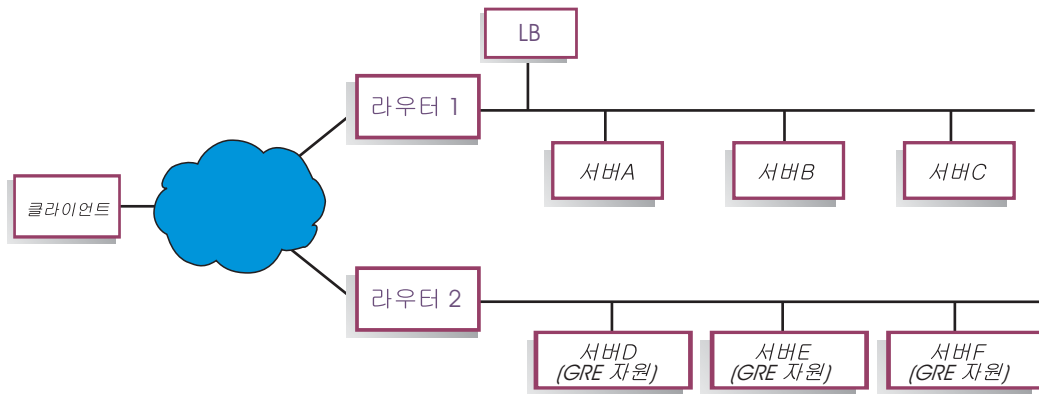 LB
라우터 1
서버A
서버B
서버C
클라이언트
라우터 2
서버D
(GRE 자원)
서버E
(GRE 자원)
서버F
(GRE 자원)